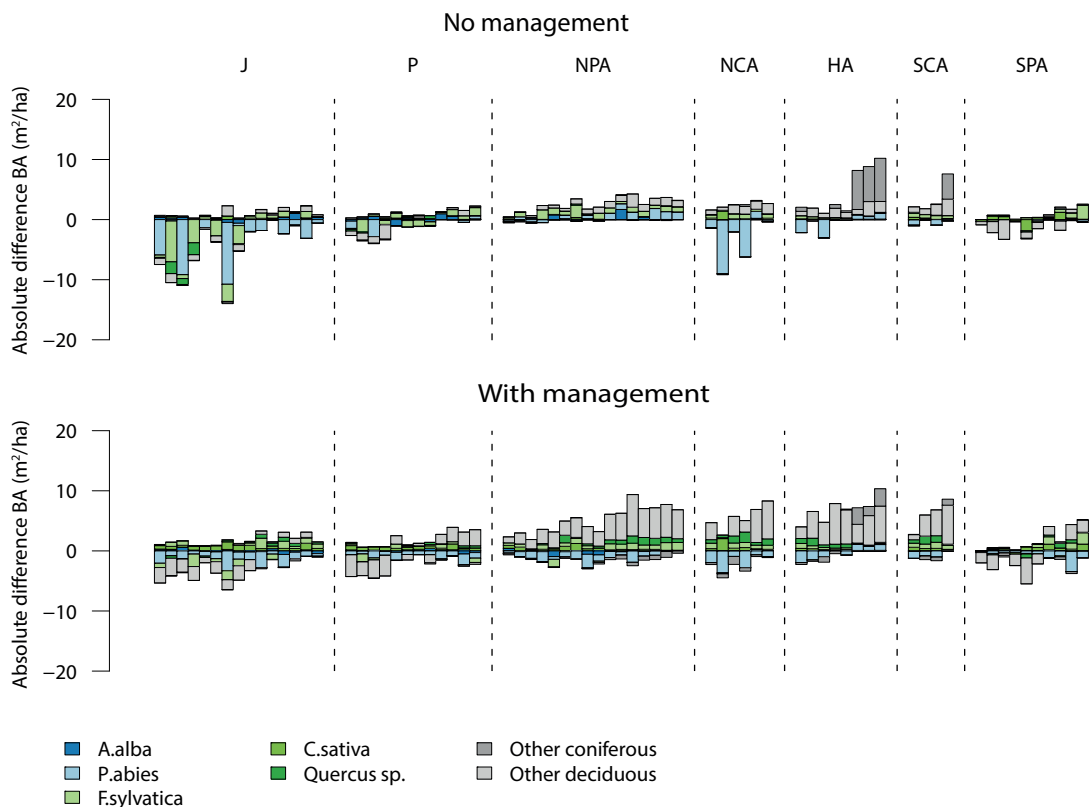 No management
J P NPA NCA HA SCA SPA
Absolute difference BA (m²/ha)
20
10
0
−10
−20
With management
Absolute difference BA (m²/ha)
20
10
0
−10
−20
A.alba
P.abies
F.sylvatica
C.sativa
Quercus sp.
Other coniferous
Other deciduous